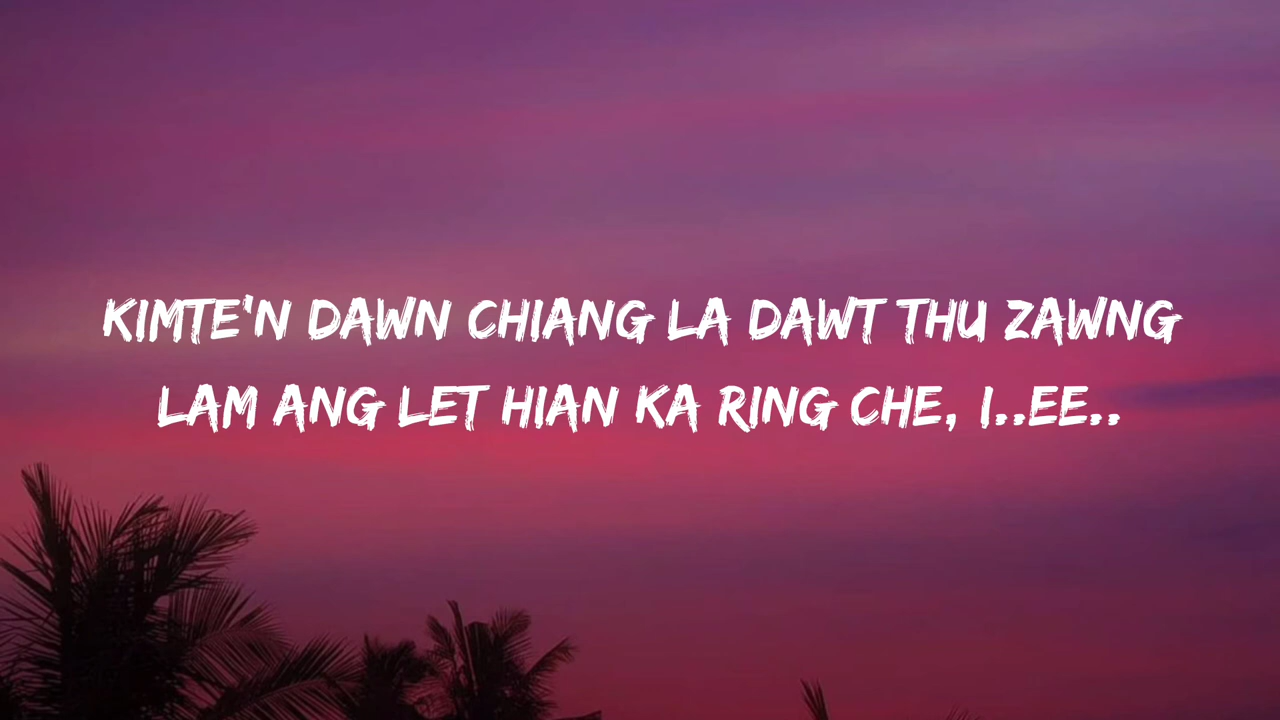 KIMTE'N DAWN CHIANG LA DAWT THU ZAWNG
LAM ANG LET HIAN KA RING CHE, I..EE..